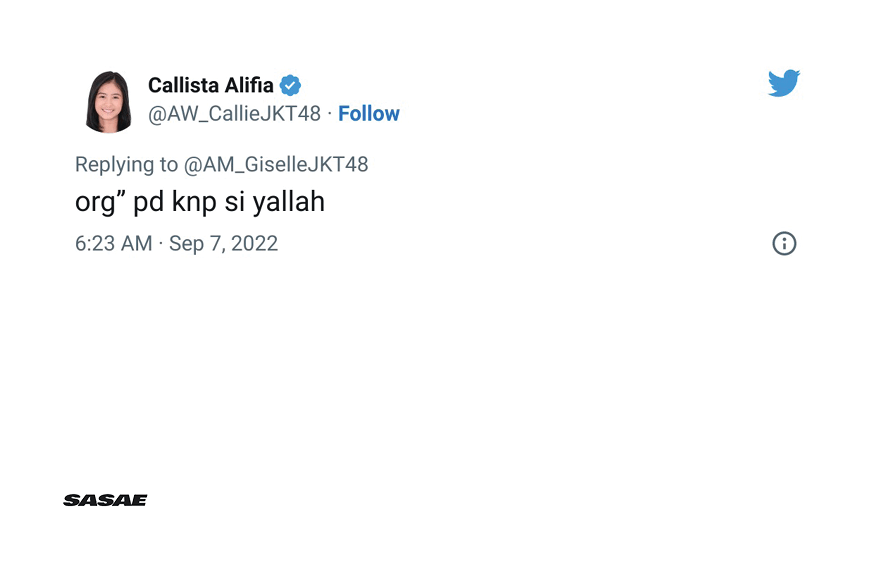 Callista Alifia
@AW_CallieJKT48 · Follow
Replying to @AM_GiselleJKT48
org” pd knp si yallah
6:23 AM · Sep 7, 2022
SASAE